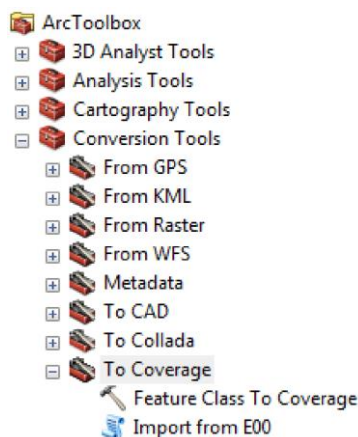 ArcToolbox
3D Analyst Tools
Analysis Tools
Cartography Tools
Conversion Tools
From GPS
From KML
From Raster
From WFS
Metadata
To CAD
To Collada
To Coverage
Feature Class To Coverage
Import from E00